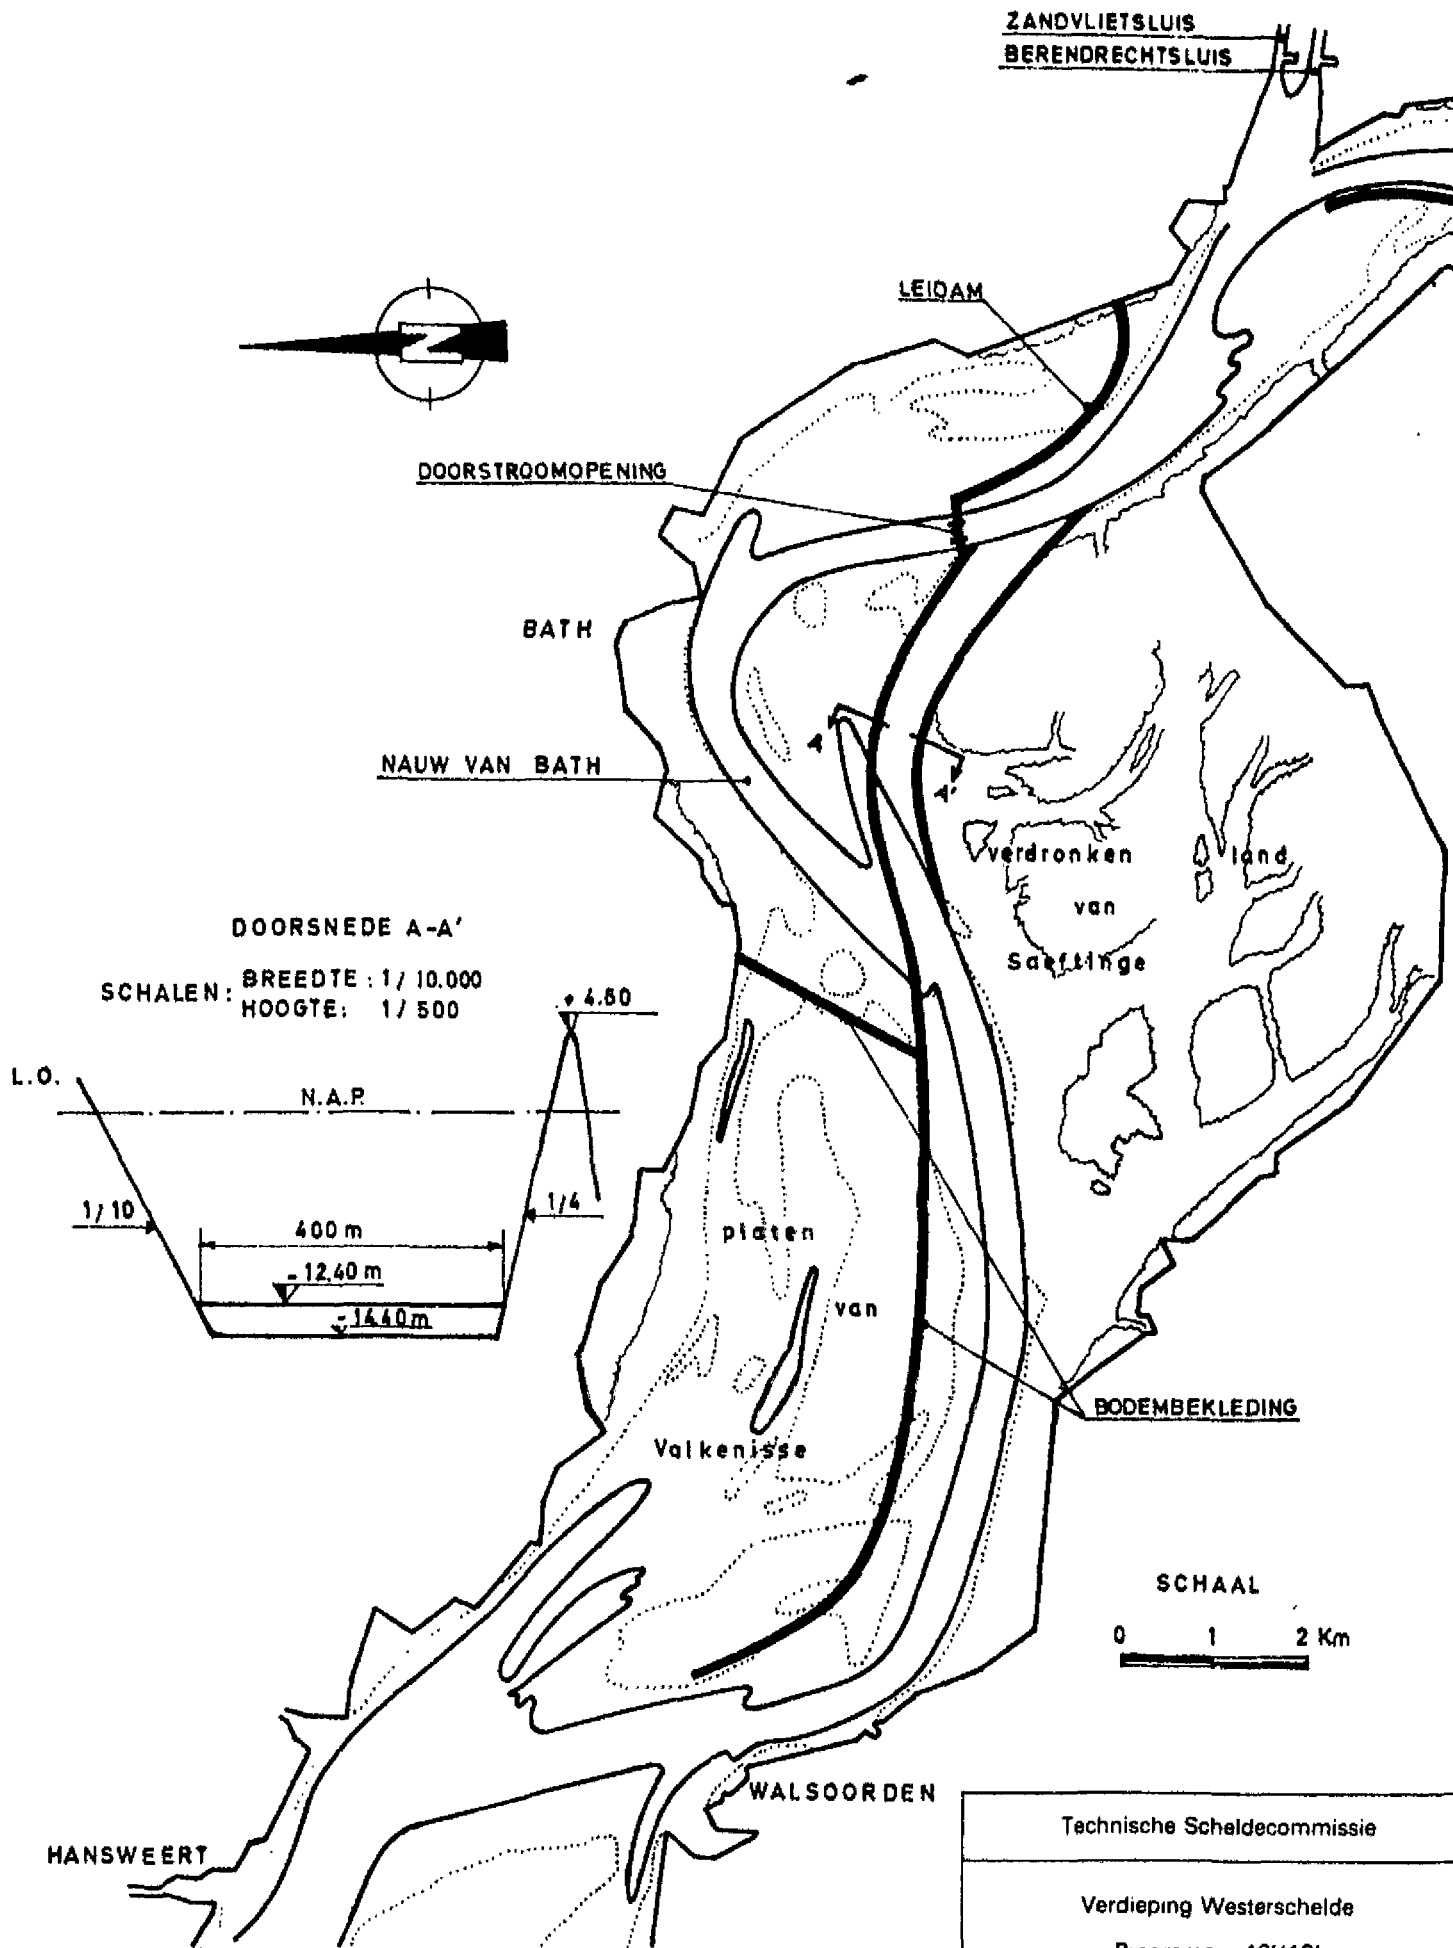 ZANDVLIETSLUIS
BERENDRECHTSLUIS
LEIDAM
N
DOORSTROOMOPENING
BATH
A
A'
NAUW VAN BATH
verdronken land
van
Saeftinge
DOORSNEDE A-A'
SCHALEN: BREEDTE : 1/10.000
HOOGTE: 1/500
+ 4.50
L.O.
N.A.P.
1/10
1/4
400 m
- 12,40 m
- 14.40 m
platen
van
Valkenisse
BODEMBEKLEDING
SCHAAL
0 1 2 Km
WALSOORDEN
HANSWEERT
Technische Scheldecommissie
Verdieping Westerschelde